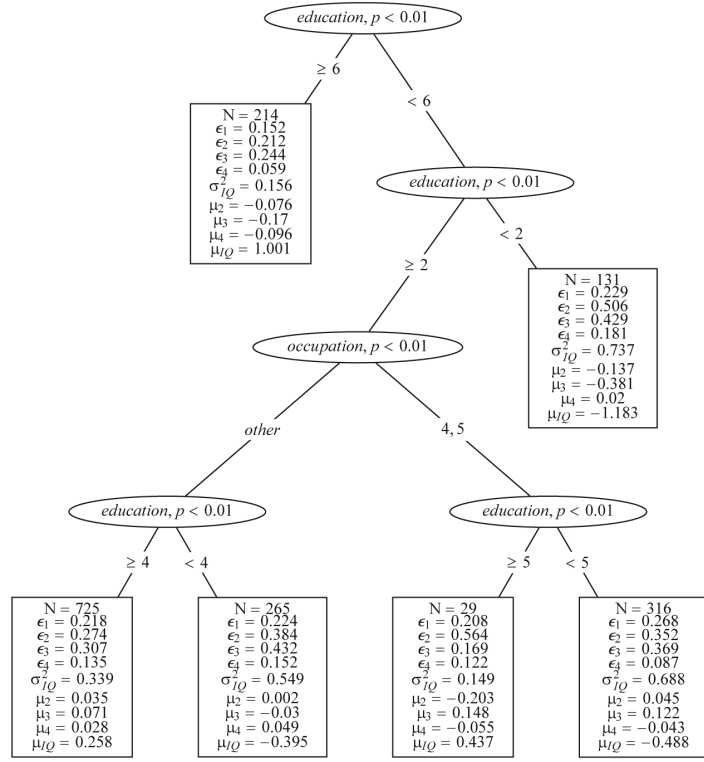 education, p < 0.01
≥ 6
< 6
N = 214
ϵ1 = 0.152
ϵ2 = 0.212
ϵ3 = 0.244
ϵ4 = 0.059
σ²IQ = 0.156
μ2 = −0.076
μ3 = −0.17
μ4 = −0.096
μIQ = 1.001
education, p < 0.01
≥ 2
< 2
N = 131
ϵ1 = 0.229
ϵ2 = 0.506
ϵ3 = 0.429
ϵ4 = 0.181
σ²IQ = 0.737
μ2 = −0.137
μ3 = −0.381
μ4 = 0.02
μIQ = −1.183
occupation, p < 0.01
other
4, 5
education, p < 0.01
≥ 4
< 4
education, p < 0.01
≥ 5
< 5
N = 725
ϵ1 = 0.218
ϵ2 = 0.274
ϵ3 = 0.307
ϵ4 = 0.135
σ²IQ = 0.339
μ2 = 0.035
μ3 = 0.071
μ4 = 0.028
μIQ = 0.258
N = 265
ϵ1 = 0.224
ϵ2 = 0.384
ϵ3 = 0.432
ϵ4 = 0.152
σ²IQ = 0.549
μ2 = 0.002
μ3 = −0.03
μ4 = 0.049
μIQ = −0.395
N = 29
ϵ1 = 0.208
ϵ2 = 0.564
ϵ3 = 0.169
ϵ4 = 0.122
σ²IQ = 0.149
μ2 = −0.203
μ3 = 0.148
μ4 = −0.055
μIQ = 0.437
N = 316
ϵ1 = 0.268
ϵ2 = 0.352
ϵ3 = 0.369
ϵ4 = 0.087
σ²IQ = 0.688
μ2 = 0.045
μ3 = 0.122
μ4 = −0.043
μIQ = −0.488